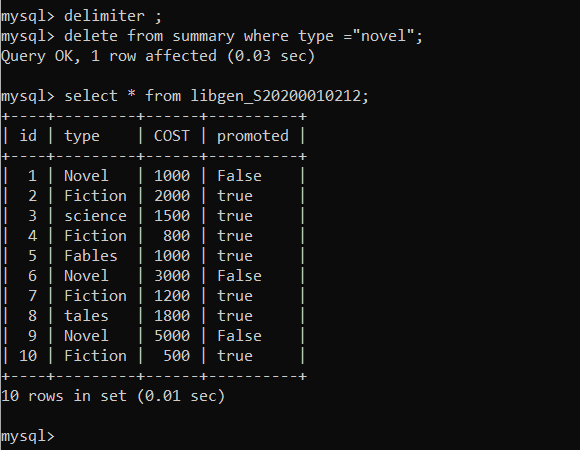 mysql> delimiter ;
mysql> delete from summary where type ="novel";
Query OK, 1 row affected (0.03 sec)

mysql> select * from libgen_S20200010212;
+----+---------+------+----------+
| id | type    | COST | promoted |
+----+---------+------+----------+
|  1 | Novel   | 1000 | False    |
|  2 | Fiction | 2000 | true     |
|  3 | science | 1500 | true     |
|  4 | Fiction |  800 | true     |
|  5 | Fables  | 1000 | true     |
|  6 | Novel   | 3000 | False    |
|  7 | Fiction | 1200 | true     |
|  8 | tales   | 1800 | true     |
|  9 | Novel   | 5000 | False    |
| 10 | Fiction |  500 | true     |
+----+---------+------+----------+
10 rows in set (0.01 sec)

mysql>